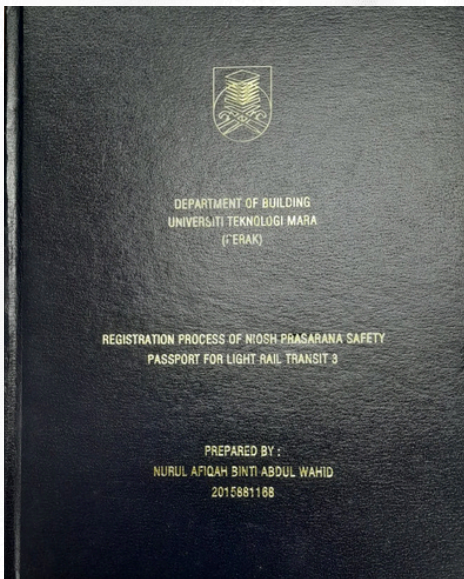 DEPARTMENT OF BUILDING
UNIVERSITI TEKNOLOGI MARA
(PERAK)
REGISTRATION PROCESS OF NIOSH PRASARANA SAFETY
PASSPORT FOR LIGHT RAIL TRANSIT 3
PREPARED BY :
NURUL AFIQAH BINTI ABDUL WAHID
2015881168